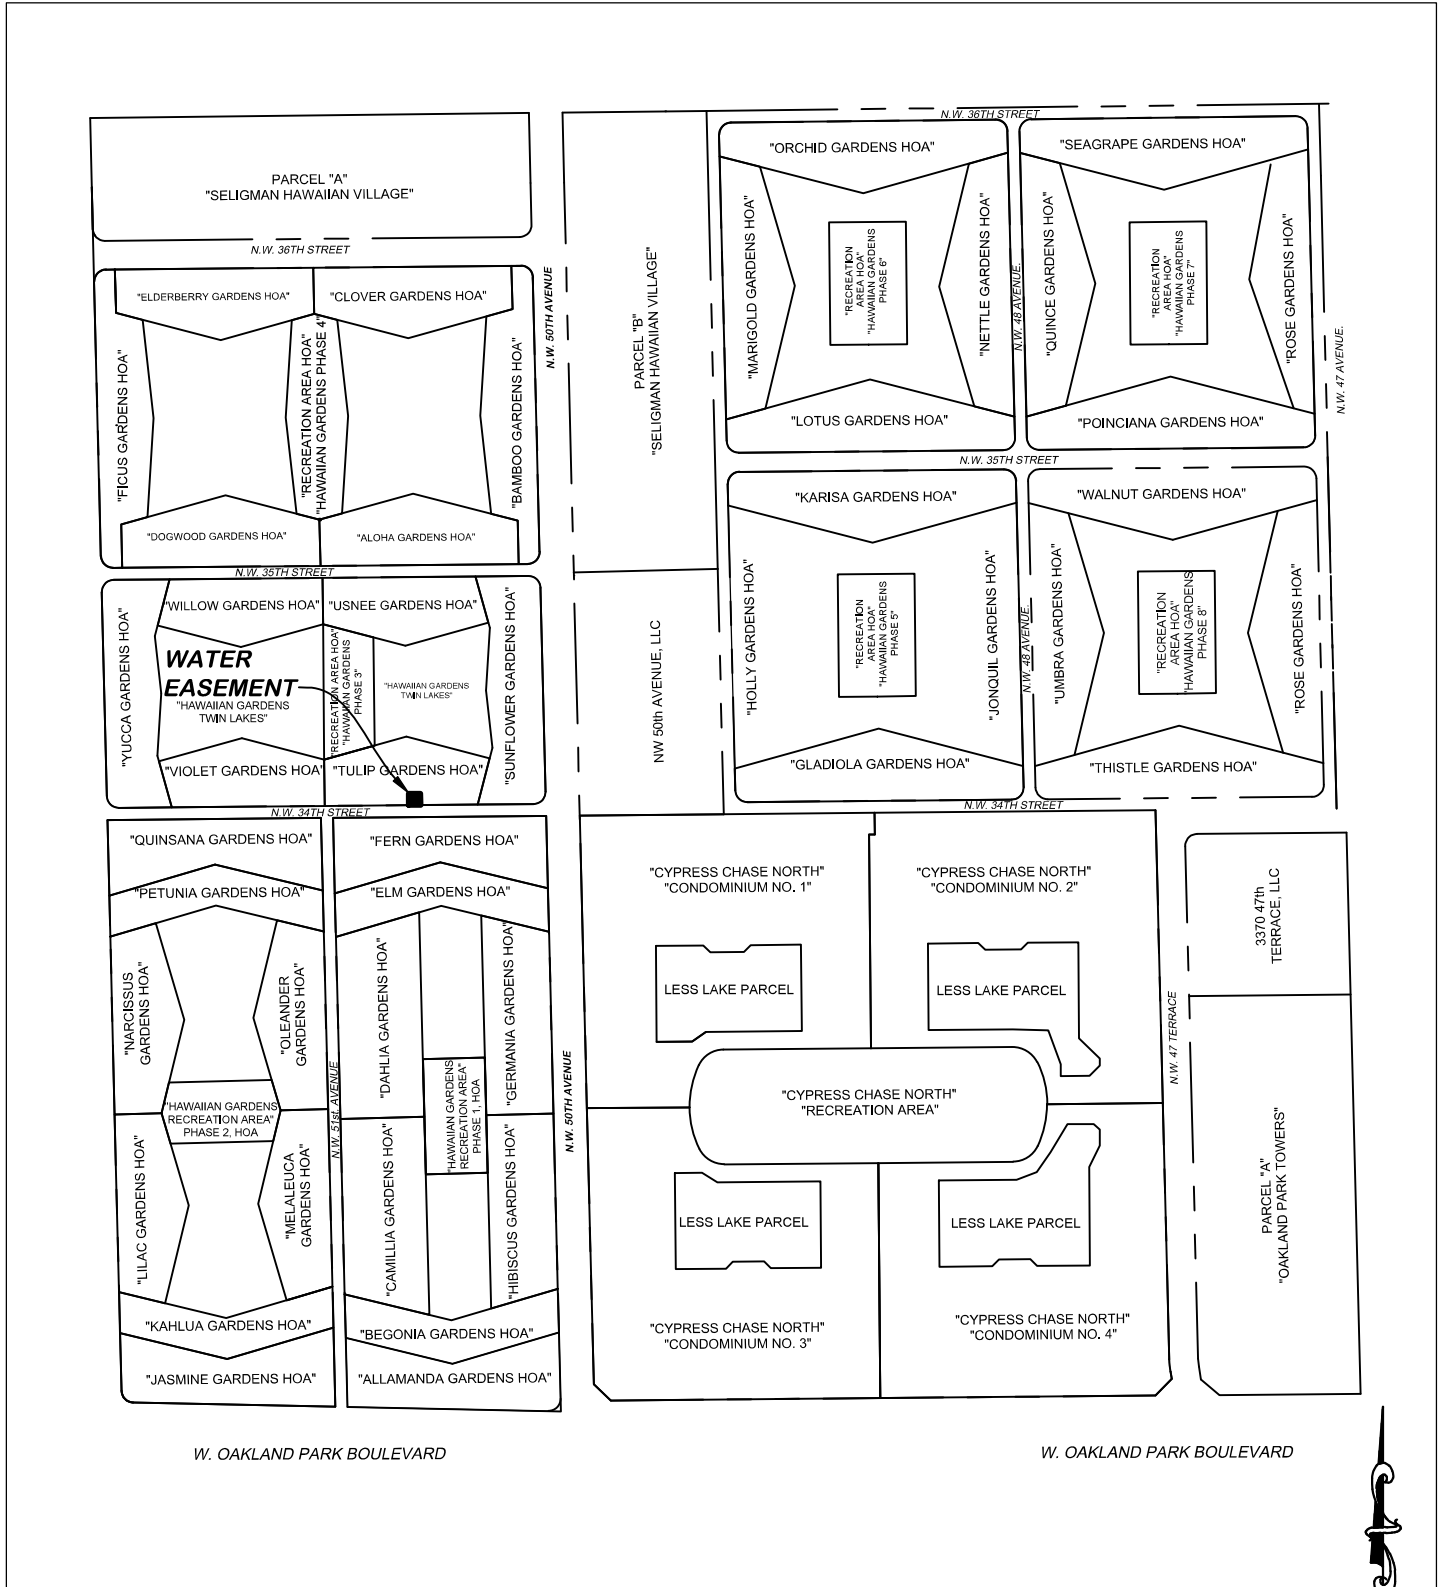 N.W. 36TH STREET
PARCEL "A"
"SELIGMAN HAWAIIAN VILLAGE"
N.W. 36TH STREET
"ORCHID GARDENS HOA"
"SEAGRAPE GARDENS HOA"
"MARIGOLD GARDENS HOA"
"RECREATION
AREA HOA"
"HAWAIIAN GARDENS
PHASE 6"
"NETTLE GARDENS HOA"
N.W. 48 AVENUE.
"QUINCE GARDENS HOA"
"RECREATION
AREA HOA"
"HAWAIIAN GARDENS
PHASE 7"
"ROSE GARDENS HOA"
N.W. 47 AVENUE.
"LOTUS GARDENS HOA"
"POINCIANA GARDENS HOA"
"ELDERBERRY GARDENS HOA"
"CLOVER GARDENS HOA"
N.W. 50TH AVENUE
PARCEL "B"
"SELIGMAN HAWAIIAN VILLAGE"
"FICUS GARDENS HOA"
"RECREATION AREA HOA"
"HAWAIIAN GARDENS PHASE 4"
"BAMBOO GARDENS HOA"
"DOGWOOD GARDENS HOA"
"ALOHA GARDENS HOA"
N.W. 35TH STREET
N.W. 35TH STREET
"KARISA GARDENS HOA"
"WALNUT GARDENS HOA"
"HOLLY GARDENS HOA"
"RECREATION
AREA HOA"
"HAWAIIAN GARDENS
PHASE 5"
"JONQUIL GARDENS HOA"
N.W. 48 AVENUE.
"UMBRA GARDENS HOA"
"RECREATION
AREA HOA"
"HAWAIIAN GARDENS
PHASE 8"
"ROSE GARDENS HOA"
"GLADIOLA GARDENS HOA"
"THISTLE GARDENS HOA"
"WILLOW GARDENS HOA"
"USNEE GARDENS HOA"
"YUCCA GARDENS HOA"
WATER
EASEMENT
"HAWAIIAN GARDENS
TWIN LAKES"
"RECREATION AREA HOA"
"HAWAIIAN GARDENS
PHASE 3"
"HAWAIIAN GARDENS
TWIN LAKES"
"SUNFLOWER GARDENS HOA"
NW 50th AVENUE, LLC
"VIOLET GARDENS HOA"
"TULIP GARDENS HOA"
N.W. 34TH STREET
N.W. 34TH STREET
"QUINSANA GARDENS HOA"
"FERN GARDENS HOA"
"PETUNIA GARDENS HOA"
"ELM GARDENS HOA"
"CYPRESS CHASE NORTH"
"CONDOMINIUM NO. 1"
"CYPRESS CHASE NORTH"
"CONDOMINIUM NO. 2"
3370 47th
TERRACE, LLC
"NARCISSUS
GARDENS HOA"
"OLEANDER
GARDENS HOA"
"DAHLIA GARDENS HOA"
"GERMANIA GARDENS HOA"
LESS LAKE PARCEL
LESS LAKE PARCEL
N.W. 47 TERRACE
"HAWAIIAN GARDENS
RECREATION AREA"
PHASE 2, HOA
N.W. 51st. AVENUE
"HAWAIIAN GARDENS
RECREATION AREA"
PHASE 1, HOA
N.W. 50TH AVENUE
"CYPRESS CHASE NORTH"
"RECREATION AREA"
"LILAC GARDENS HOA"
"MELALEUCA
GARDENS HOA"
"CAMILLIA GARDENS HOA"
"HIBISCUS GARDENS HOA"
LESS LAKE PARCEL
LESS LAKE PARCEL
PARCEL "A"
"OAKLAND PARK TOWERS"
"KAHLUA GARDENS HOA"
"BEGONIA GARDENS HOA"
"CYPRESS CHASE NORTH"
"CONDOMINIUM NO. 3"
"CYPRESS CHASE NORTH"
"CONDOMINIUM NO. 4"
"JASMINE GARDENS HOA"
"ALLAMANDA GARDENS HOA"
W. OAKLAND PARK BOULEVARD
W. OAKLAND PARK BOULEVARD